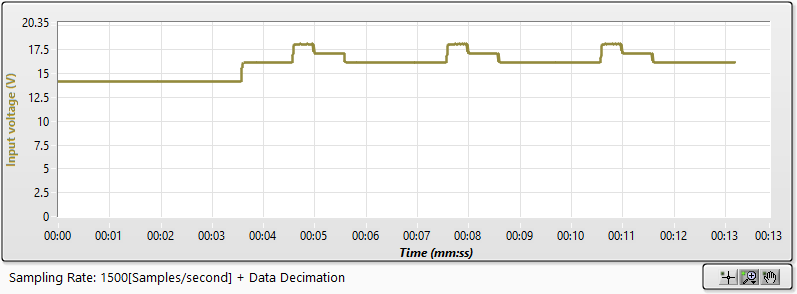 20.35
17.5
15
12.5
10
7.5
5
2.5
0
Input voltage (V)
00:00 00:01 00:02 00:03 00:04 00:05 00:06 00:07 00:08 00:09 00:10 00:11 00:12 00:13 00:13
Time (mm:ss)
Sampling Rate: 1500[Samples/second] + Data Decimation